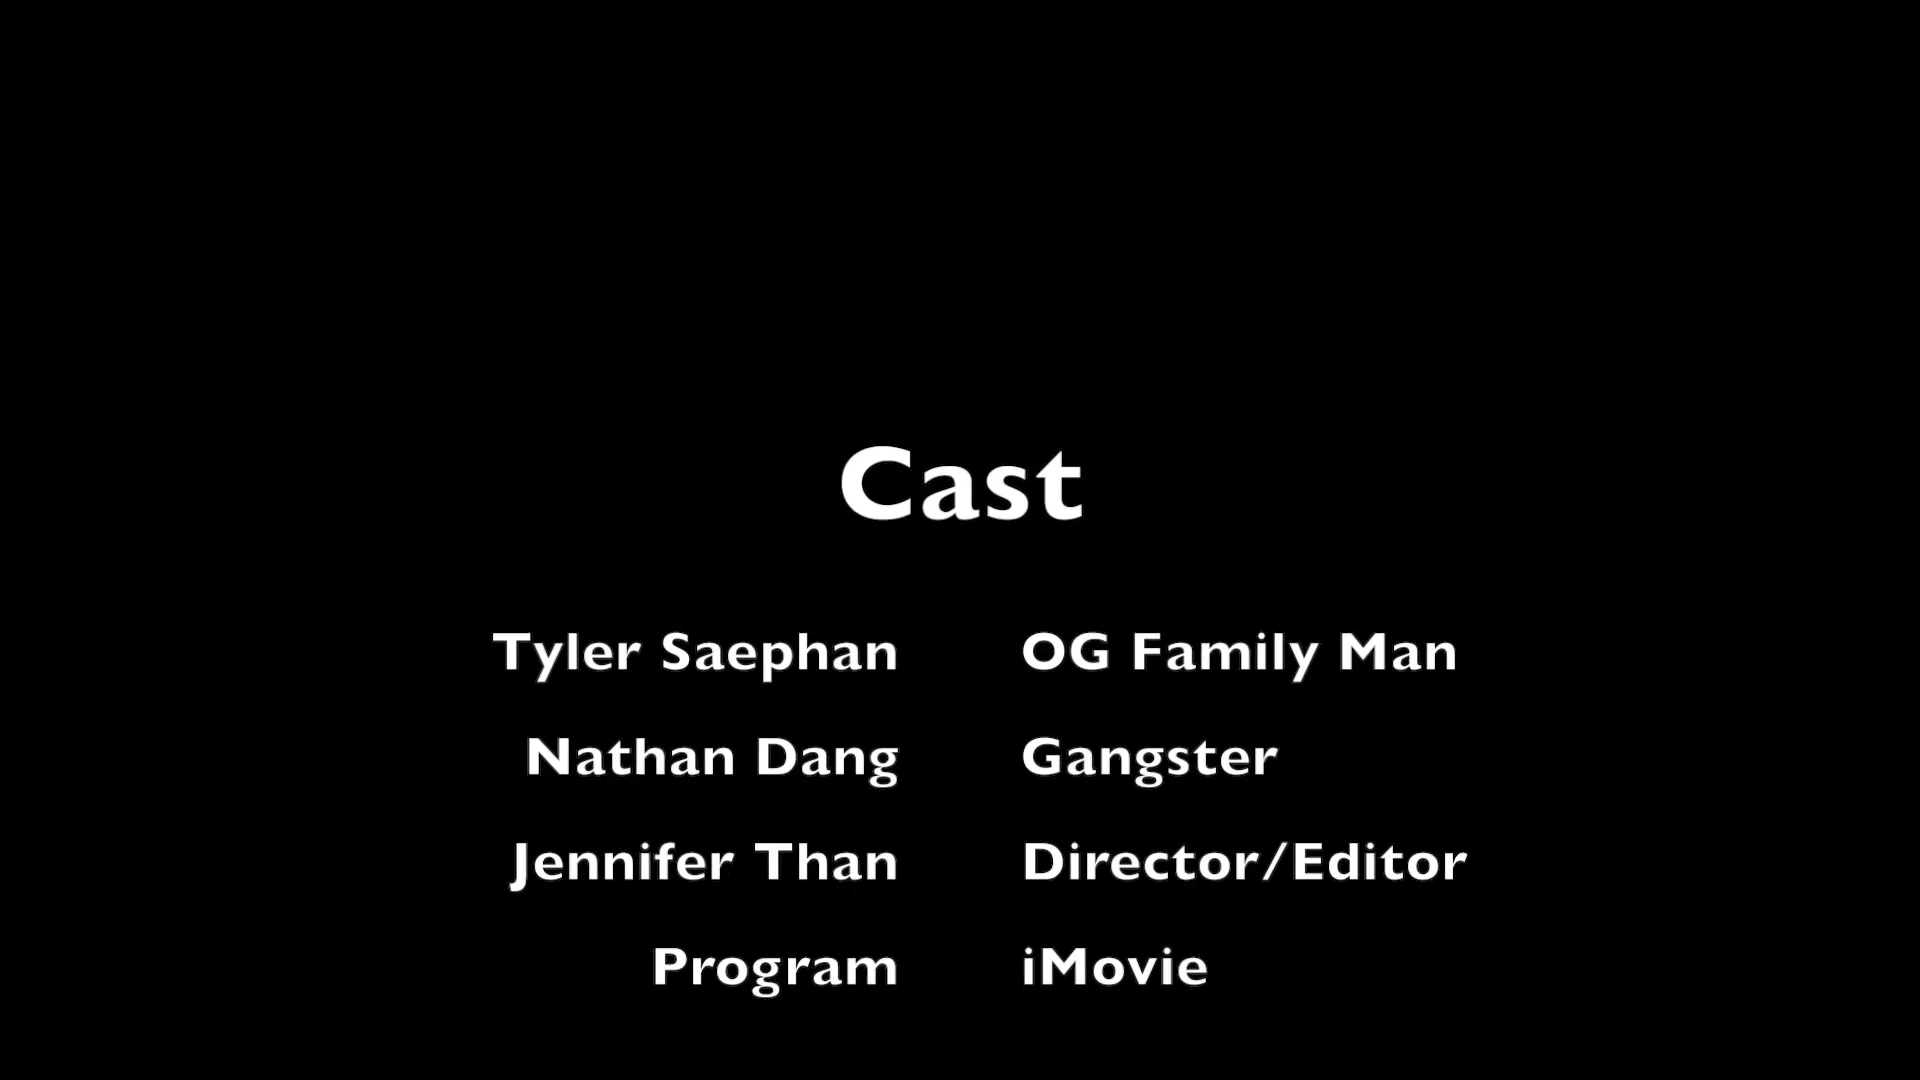 Cast
Tyler Saephan OG Family Man
Nathan Dang Gangster
Jennifer Than Director/Editor
Program iMovie